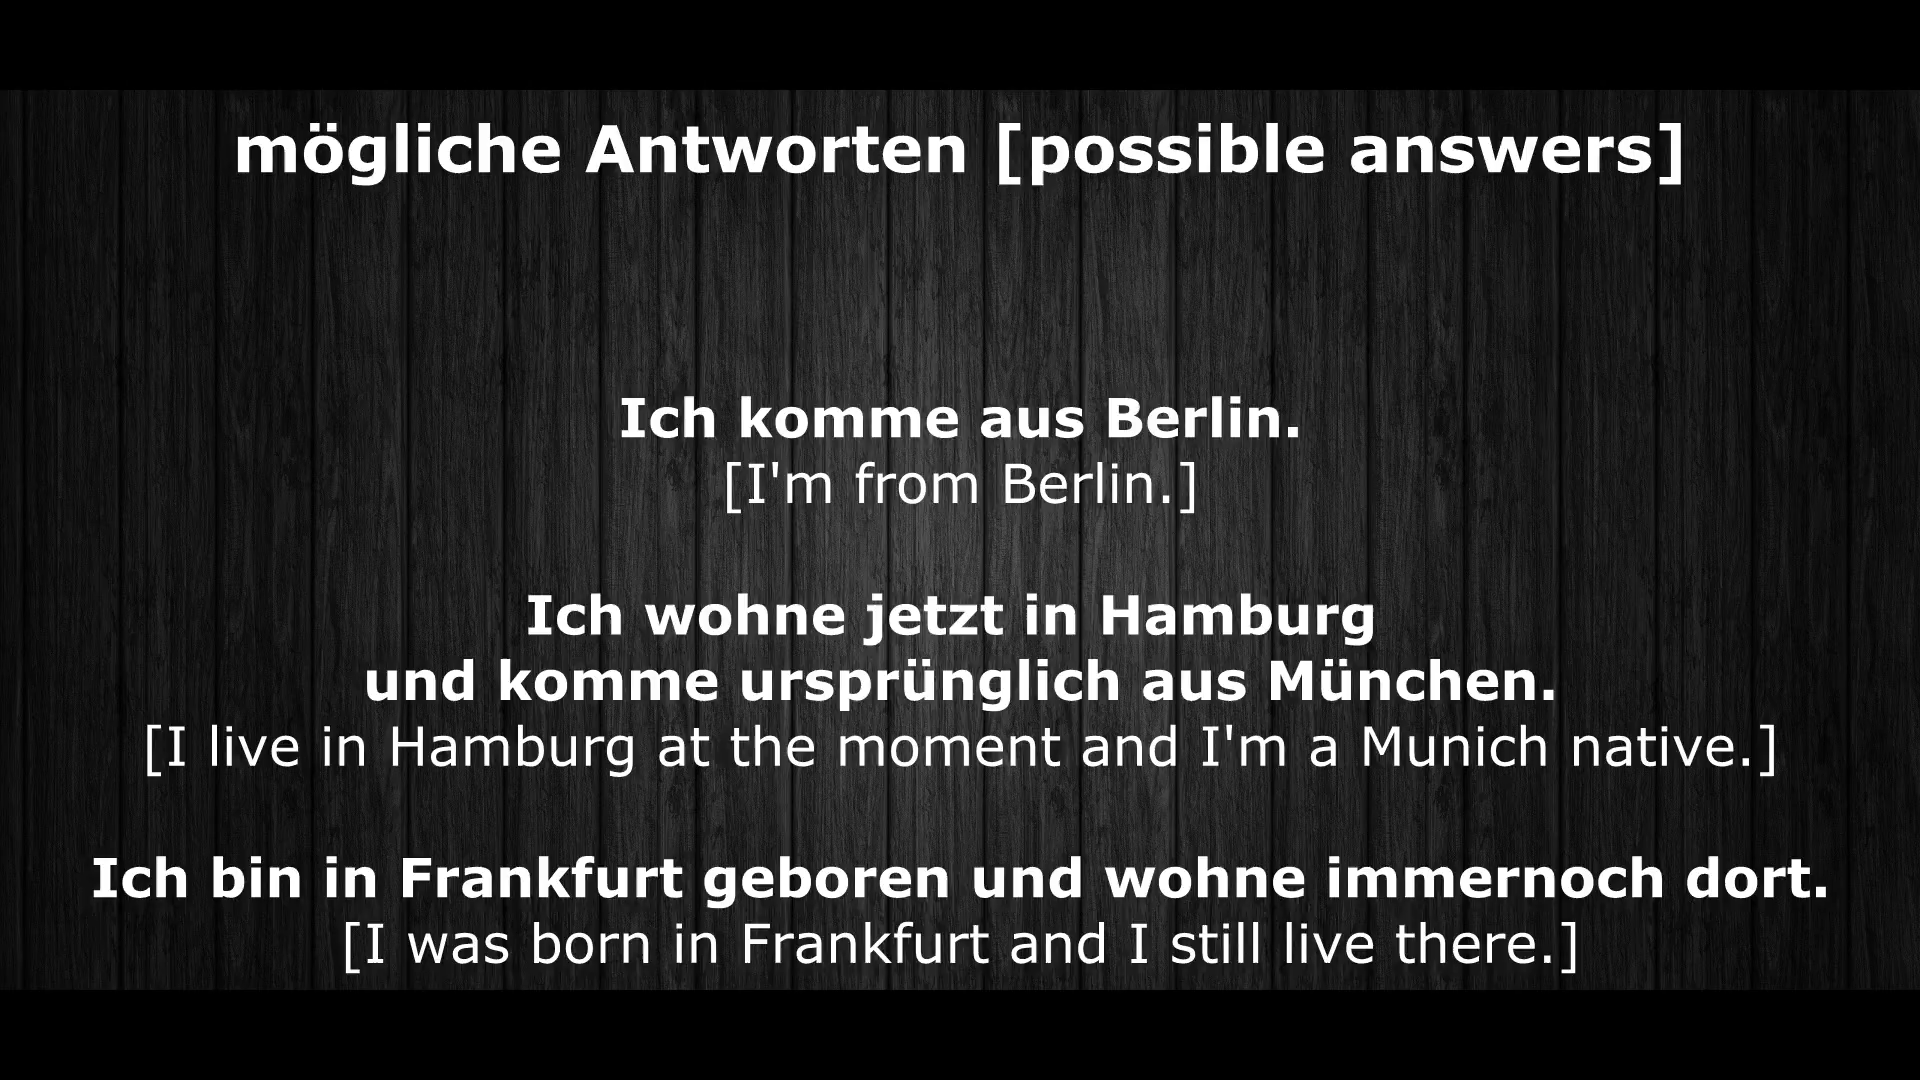 mögliche Antworten [possible answers]
Ich komme aus Berlin.
[I'm from Berlin.]
Ich wohne jetzt in Hamburg
und komme ursprünglich aus München.
[I live in Hamburg at the moment and I'm a Munich native.]
Ich bin in Frankfurt geboren und wohne immernoch dort.
[I was born in Frankfurt and I still live there.]